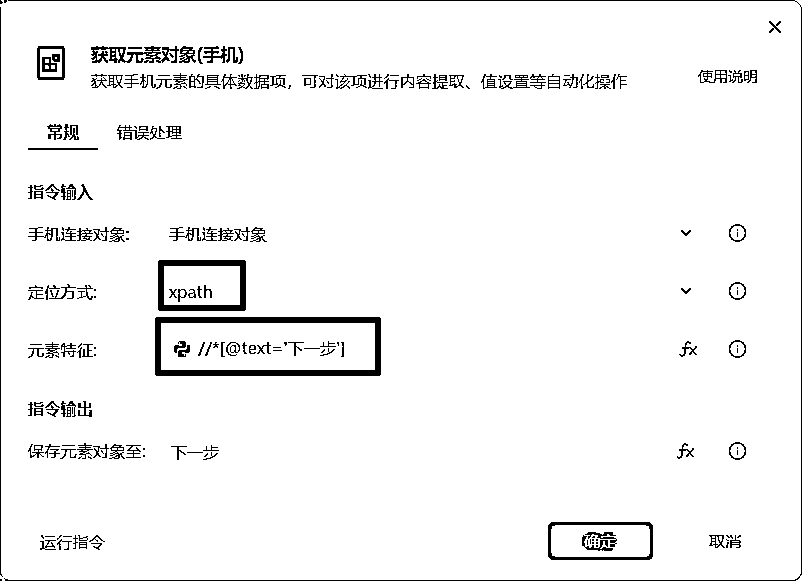 获取元素对象(手机)
获取手机元素的具体数据项，可对该项进行内容提取、值设置等自动化操作
使用说明
常规 错误处理
指令输入
手机连接对象: 手机连接对象
定位方式: xpath
元素特征: //*[@text='下一步'] fx
指令输出
保存元素对象至: 下一步 fx
运行指令 确定 取消